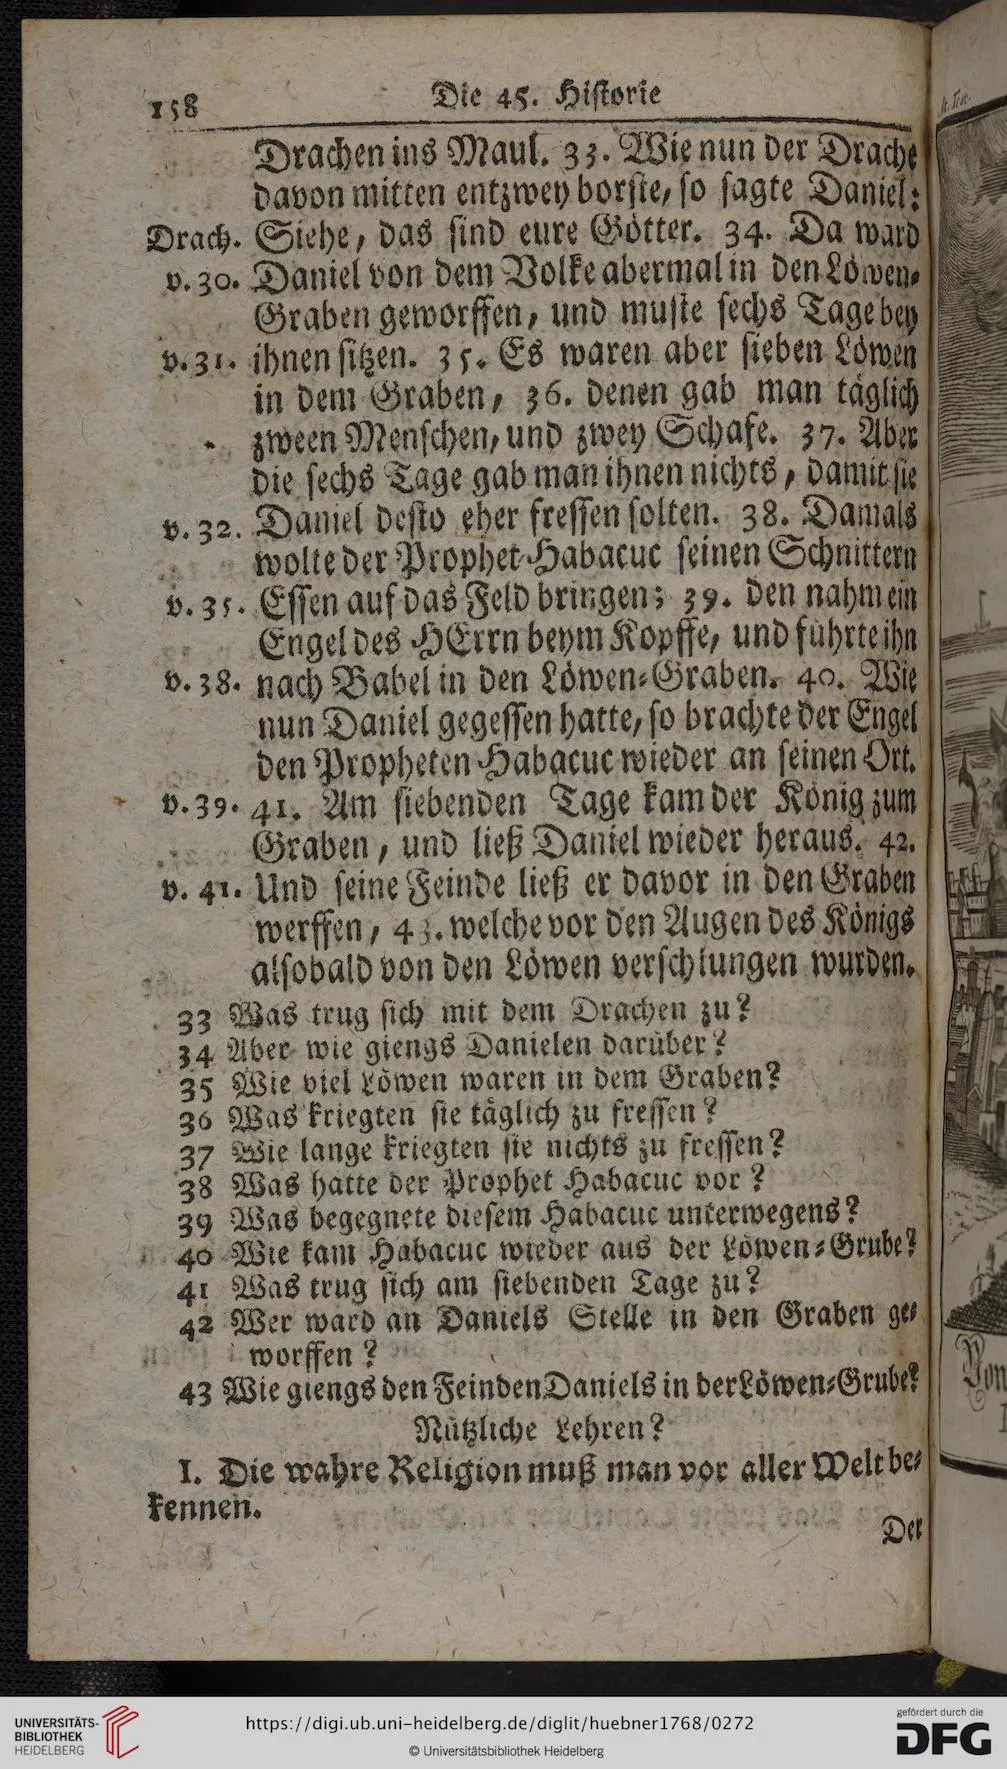 158 Die 45. Historie
Drachen ins Maul. 33. Wie nun der Drache
davon mitten entzwey borste, so sagte Daniel:
Drach. Siehe, das sind eure Götter. 34. Da ward
v. 30. Daniel von dem Volke abermal in den Löwen-
Graben geworffen, und muste sechs Tage bey
v. 31. ihnen sitzen. 35. Es waren aber sieben Löwen
in dem Graben, 36. denen gab man täglich
zween Menschen, und zwey Schafe. 37. Aber
die sechs Tage gab man ihnen nichts, damit sie
v. 32. Daniel desto eher fressen solten. 38. Damals
wolte der Prophet Habacuc seinen Schnittern
v. 35. Essen auf das Feld bringen; 39. den nahm ein
Engel des HErrn beym Kopffe, und führte ihn
v. 38. nach Babel in den Löwen-Graben. 40. Wie
nun Daniel gegessen hatte, so brachte der Engel
den Propheten Habacuc wieder an seinen Ort.
v. 39. 41. Am siebenden Tage kam der König zum
Graben, und ließ Daniel wieder heraus. 42.
v. 41. Und seine Feinde ließ er davor in den Graben
werffen, 43. welche vor den Augen des Königs
alsobald von den Löwen verschlungen wurden.
33 Was trug sich mit dem Drachen zu?
34 Aber wie giengs Danielen darüber?
35 Wie viel Löwen waren in dem Graben?
36 Was kriegten sie täglich zu fressen?
37 Wie lange kriegten sie nichts zu fressen?
38 Was hatte der Prophet Habacuc vor?
39 Was begegnete diesem Habacuc unterwegens?
40 Wie kam Habacuc wieder aus der Löwen-Grube?
41 Was trug sich am siebenden Tage zu?
42 Wer ward an Daniels Stelle in den Graben ge-
worffen?
43 Wie giengs den Feinden Daniels in der Löwen-Grube?
Nützliche Lehren?
I. Die wahre Religion muß man vor aller Welt be-
kennen.
Der
Von
UNIVERSITÄTS-
BIBLIOTHEK
HEIDELBERG
https://digi.ub.uni-heidelberg.de/diglit/huebner1768/0272
© Universitätsbibliothek Heidelberg
gefördert durch die
DFG